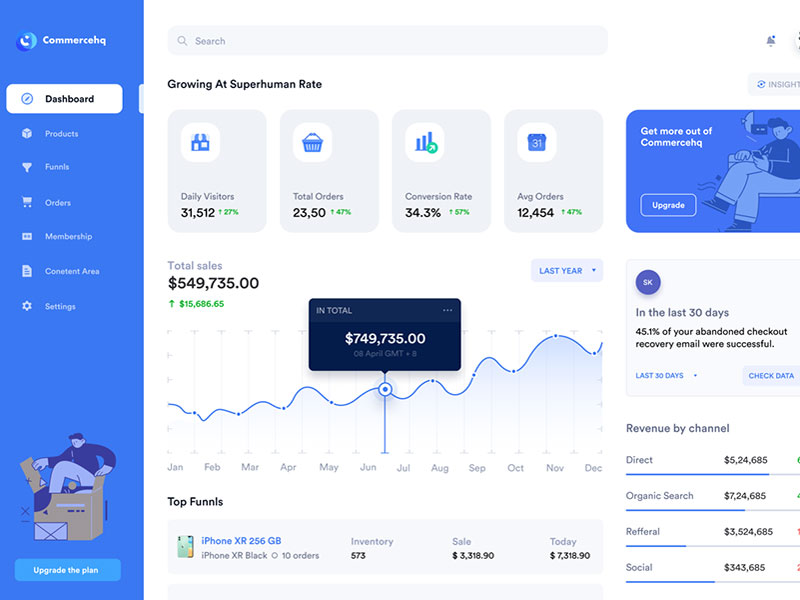 Commercehq
Dashboard
Products
Funnls
Orders
Membership
Conetent Area
Settings
Upgrade the plan
Search
Growing At Superhuman Rate
INSIGHT
Daily Visitors
31,512 ↑ 27%
Total Orders
23,50 ↑ 47%
Conversion Rate
34.3% ↑ 57%
31
Avg Orders
12,454 ↑ 47%
Get more out of
Commercehq
Upgrade
Total sales
$549,735.00
↑ $15,686.65
LAST YEAR
IN TOTAL
$749,735.00
08 April GMT + 8
Jan Feb Mar Apr May Jun Jul Aug Sep Oct Nov Dec
SK
In the last 30 days
45.1% of your abandoned checkout
recovery email were successful.
LAST 30 DAYS
CHECK DATA
Revenue by channel
Direct $5,24,685
Organic Search $7,24,685
Refferal $3,524,685
Social $343,685
Top Funnls
iPhone XR 256 GB
iPhone XR Black 10 orders
Inventory
573
Sale
$ 3,318.90
Today
$ 7,318.90